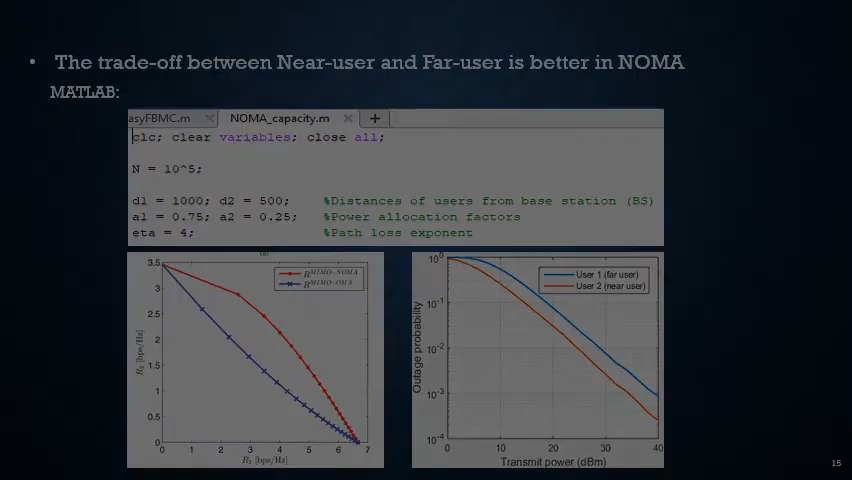 • The trade-off between Near-user and Far-user is better in NOMA
MATLAB:
asyFBMC.m × NOMA_capacity.m × +
clc; clear variables; close all;
N = 10^5;
d1 = 1000; d2 = 500; %Distances of users from base station (BS)
a1 = 0.75; a2 = 0.25; %Power allocation factors
eta = 4; %Path loss exponent
3.5
3
2.5
2
1.5
1
0.5
0
R₂ [bps/Hz]
R^MIMO-NOMA
R^MIMO-OMA
0 1 2 3 4 5 6 7
R₁ [bps/Hz]
10^0
10^-1
10^-2
10^-3
10^-4
Outage probability
User 1 (far user)
User 2 (near user)
0 10 20 30 40
Transmit power (dBm)
15